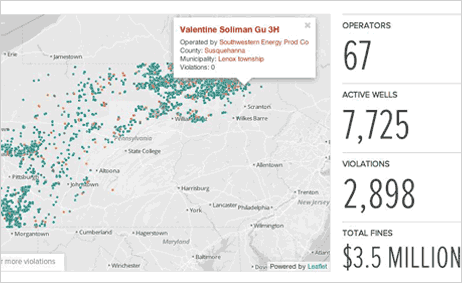 Valentine Soliman Gu 3H
Operated by Southwestern Energy Prod Co
County: Susquehanna
Municipality: Lenox township
Violations: 0
Erie
Jamestown
Scranton
Wilkes Barre
Pennsylvania
State College
Allentown
Altoona
Pittsburgh
Johnstown
Harrisburg
Trenton
New Jersey
Lancaster
Philadelphia
York
Wilmington
Morgantown
Cumberland
Hagerstown
Maryland
Baltimore
Winchester
r more violations
Powered by Leaflet
OPERATORS
67
ACTIVE WELLS
7,725
VIOLATIONS
2,898
TOTAL FINES
$3.5 MILLION